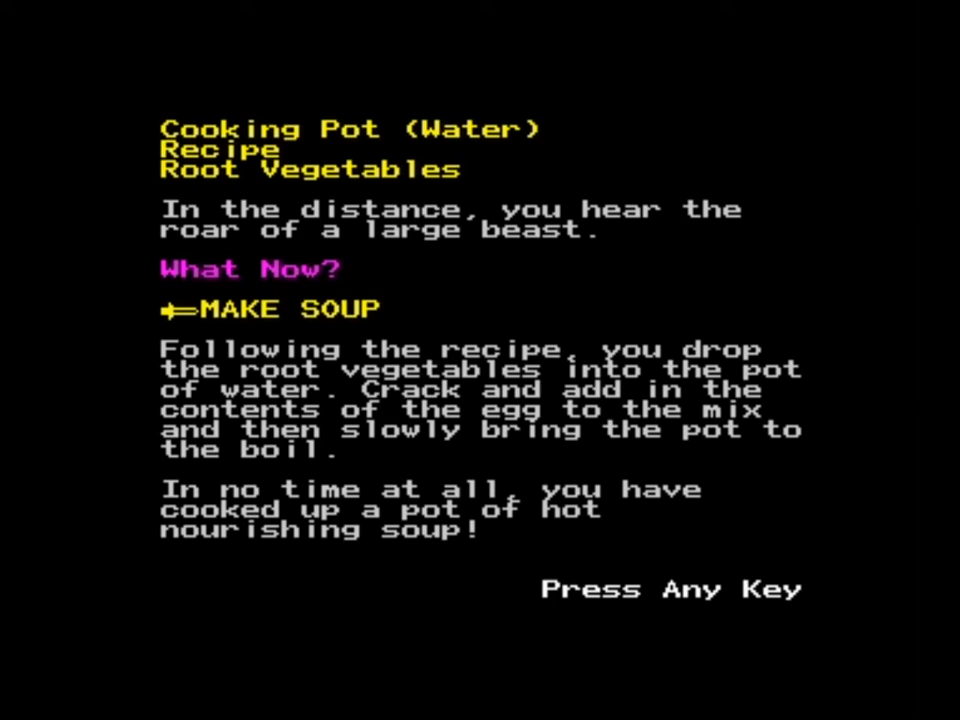 Cooking Pot (Water)
Recipe
Root Vegetables
In the distance, you hear the
roar of a large beast.
What Now?
MAKE SOUP
Following the recipe, you drop
the root vegetables into the pot
of water. Crack and add in the
contents of the egg to the mix
and then slowly bring the pot to
the boil.
In no time at all, you have
cooked up a pot of hot
nourishing soup!
Press Any Key